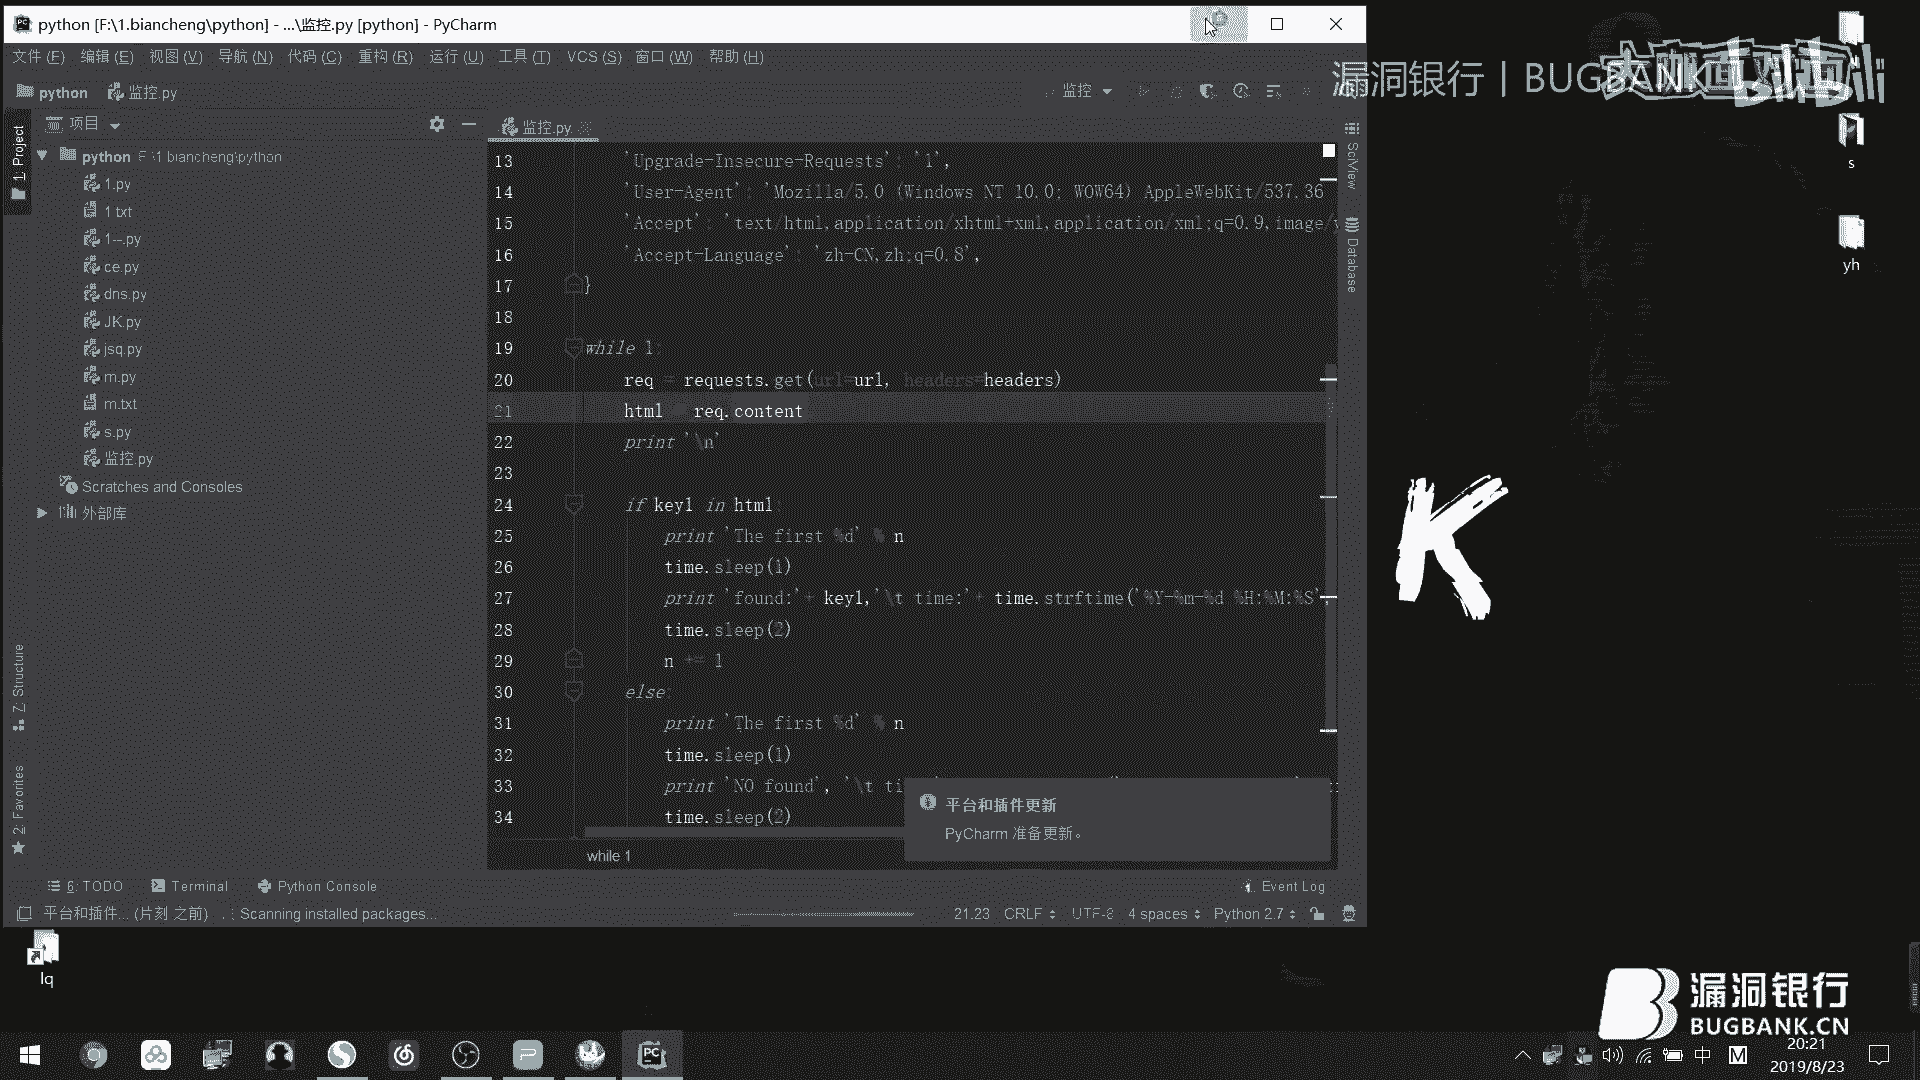 python [F:\1.biancheng\python] - ...\监控.py [python] - PyCharm
文件 (F) 编辑 (E) 视图 (V) 导航 (N) 代码 (C) 重构 (R) 运行 (U) 工具 (T) VCS (S) 窗口 (W) 帮助 (H)
python 监控.py
监控
漏洞银行 | BUGBANK
项目
监控.py
1: Project
python F:\1.biancheng\python
1.py
1.txt
1--.py
ce.py
dns.py
JK.py
jsq.py
m.py
m.txt
s.py
监控.py
Scratches and Consoles
外部库
Z: Structure
2: Favorites
13 'Upgrade-Insecure-Requests': '1',
14 'User-Agent': 'Mozilla/5.0 (Windows NT 10.0; WOW64) AppleWebKit/537.36
15 'Accept': 'text/html,application/xhtml+xml,application/xml;q=0.9,image/
16 'Accept-Language': 'zh-CN,zh;q=0.8',
17 }
18
19 while 1:
20 req = requests.get(url=url, headers=headers)
21 html = req.content
22 print '\n'
23
24 if key1 in html:
25 print 'The first %d' % n
26 time.sleep(1)
27 print 'found:'+ key1,'\t time:'+ time.strftime('%Y-%m-%d %H:%M:%S',
28 time.sleep(2)
29 n += 1
30 else:
31 print 'The first %d' % n
32 time.sleep(1)
33 print 'NO found', '\t ti
34 time.sleep(2)
while 1
SciView
Database
平台和插件更新
PyCharm 准备更新。
6: TODO Terminal Python Console Event Log
平台和插件... (片刻 之前) Scanning installed packages... 21:23 CRLF UTF-8 4 spaces Python 2.7
s
yh
K
lq
漏洞银行
BUGBANK.CN
中 M
20:21
2019/8/23